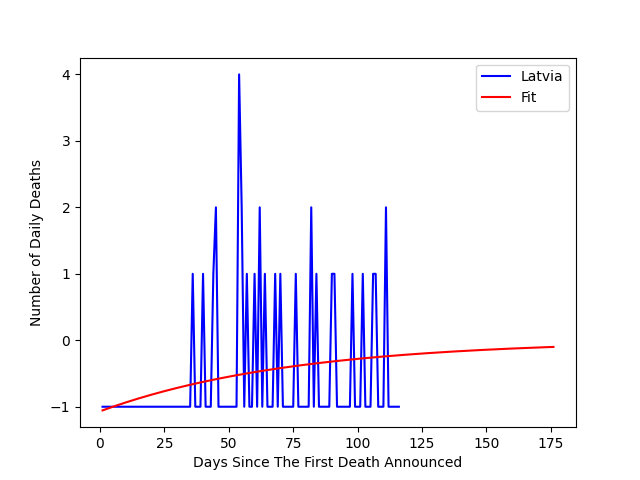 Latvia
Fit
4
3
2
1
0
−1
Number of Daily Deaths
0 25 50 75 100 125 150 175
Days Since The First Death Announced